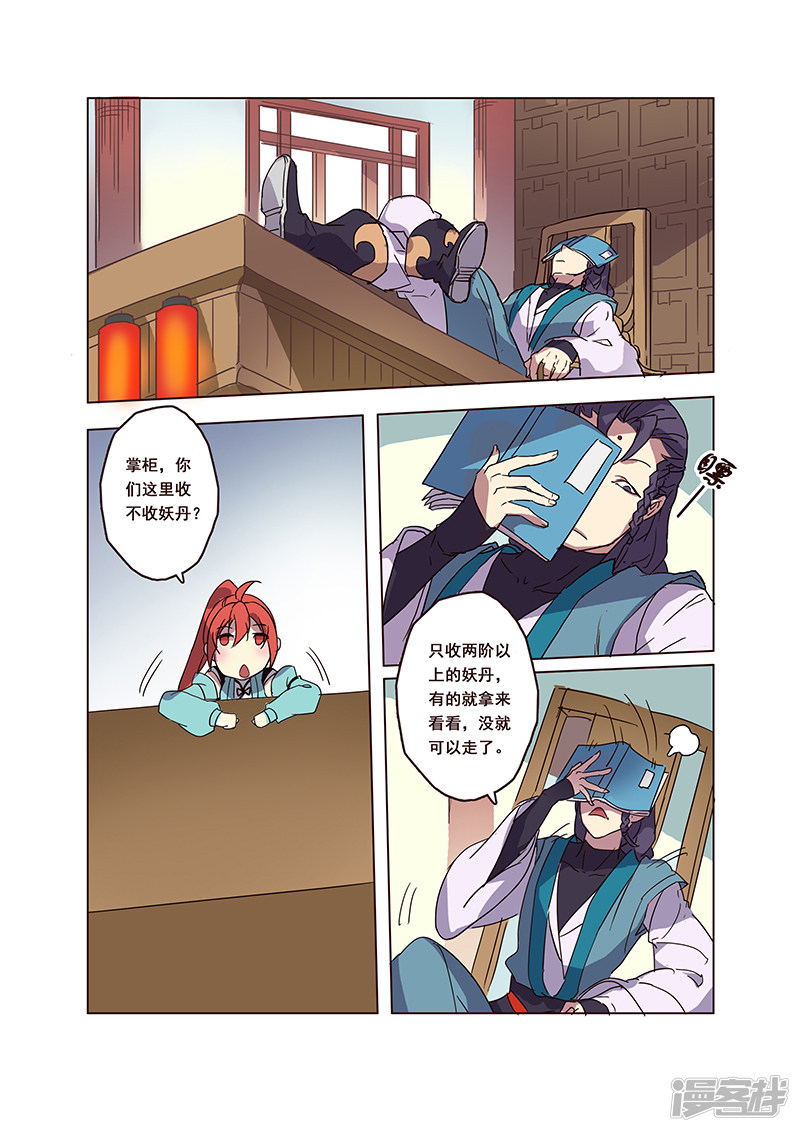 掌柜，你
们这里收
不收妖丹？
瞟
只收两阶以
上的妖丹，
有的就拿来
看看，没就
可以走了。
漫客栈